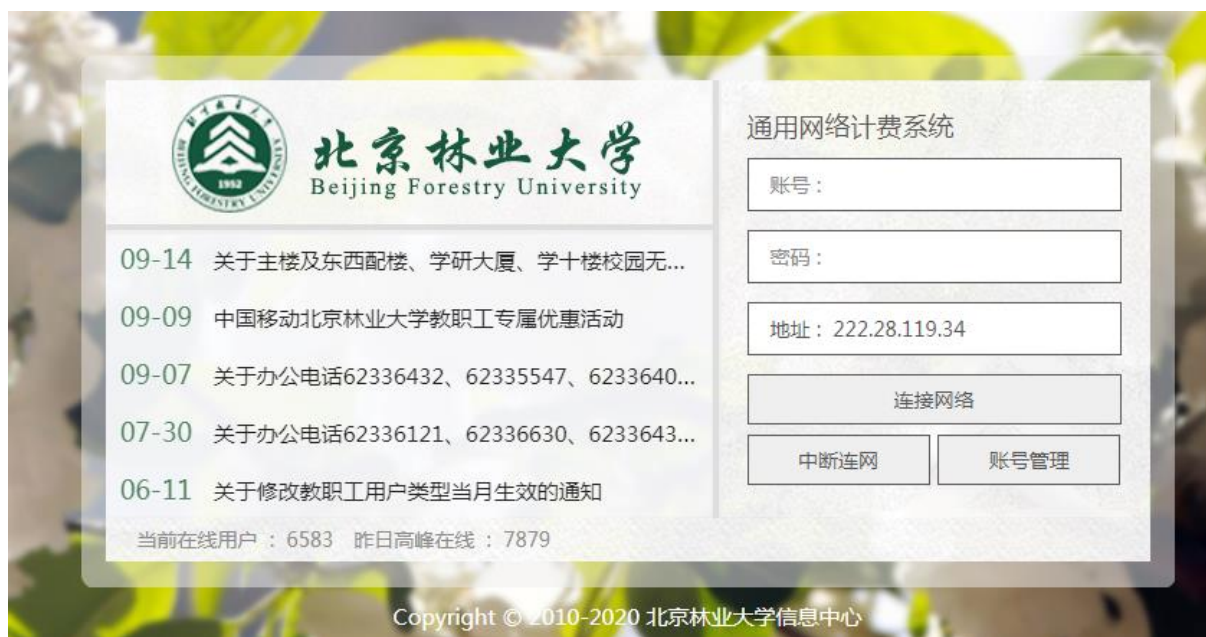 北京林业大学
Beijing Forestry University
BEIJING FORESTRY UNIVERSITY
1952
09-14 关于主楼及东西配楼、学研大厦、学十楼校园无...
09-09 中国移动北京林业大学教职工专属优惠活动
09-07 关于办公电话62336432、62335547、6233640...
07-30 关于办公电话62336121、62336630、6233643...
06-11 关于修改教职工用户类型当月生效的通知
当前在线用户 : 6583 昨日高峰在线 : 7879
通用网络计费系统
账号 :
密码 :
地址 : 222.28.119.34
连接网络
中断连网 账号管理
Copyright © 2010-2020 北京林业大学信息中心